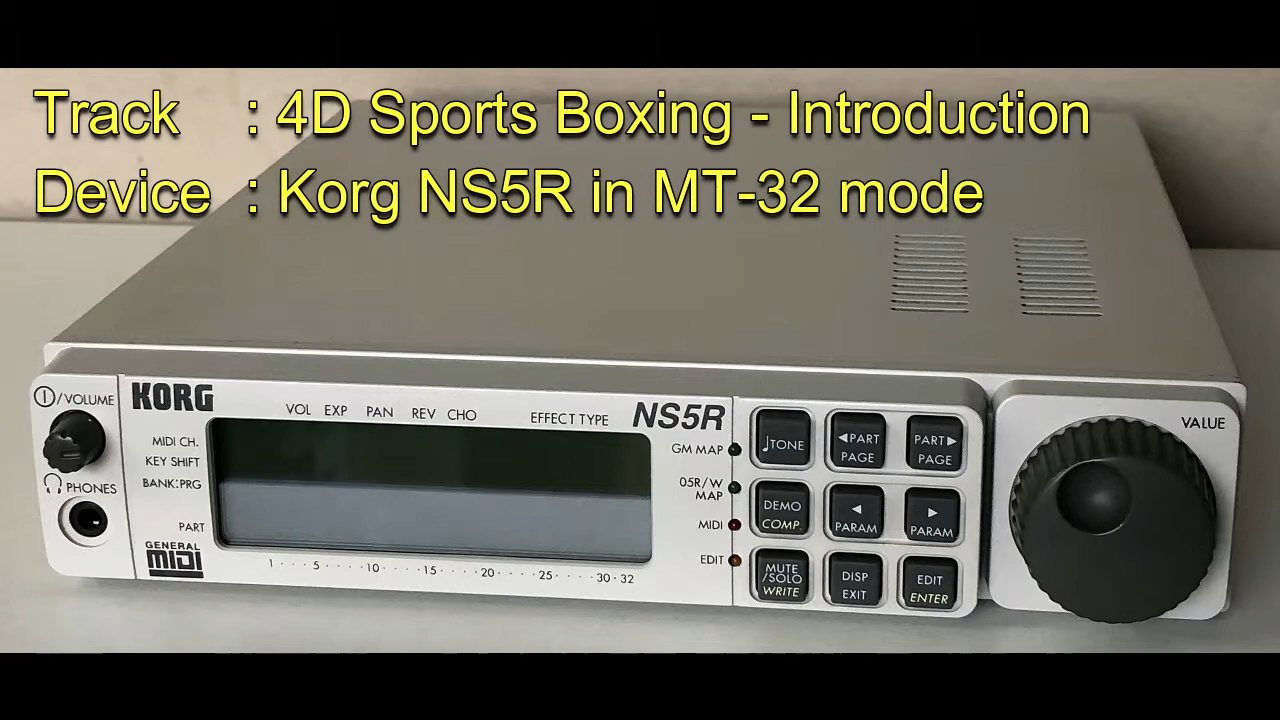 Track : 4D Sports Boxing - Introduction
Device : Korg NS5R in MT-32 mode
/VOLUME
KORG
VOL EXP PAN REV CHO EFFECT TYPE
NS5R
VALUE
MIDI CH.
KEY SHIFT
BANK:PRG
PHONES
PART
GENERAL
MIDI
1 · · · · 5 · · · · 10 · · · · 15 · · · · 20 · · · · 25 · · · · 30 · 32
GM MAP
05R/W
MAP
MIDI
EDIT
♩TONE
◀PART
PAGE
PART▶
PAGE
DEMO
COMP.
◀
PARAM
▶
PARAM
MUTE
/SOLO
WRITE
DISP
EXIT
EDIT
ENTER